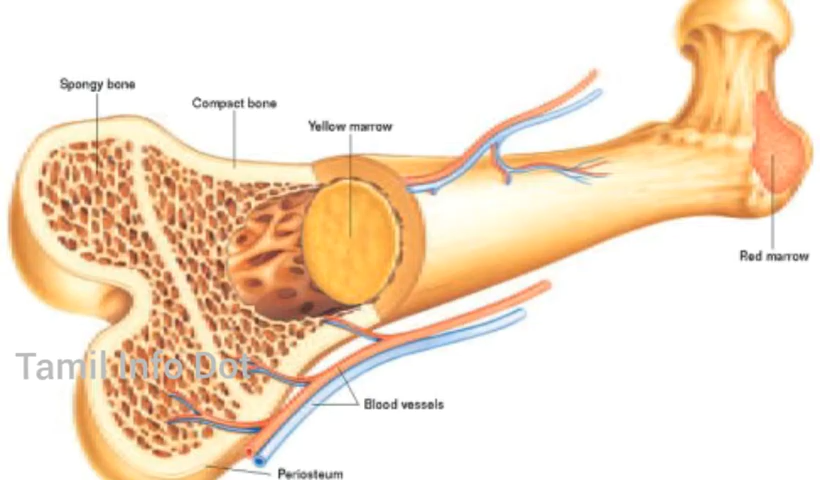 Spongy bone
Compact bone
Yellow marrow
Red marrow
Tamil Info Dot
Blood vessels
Periosteum